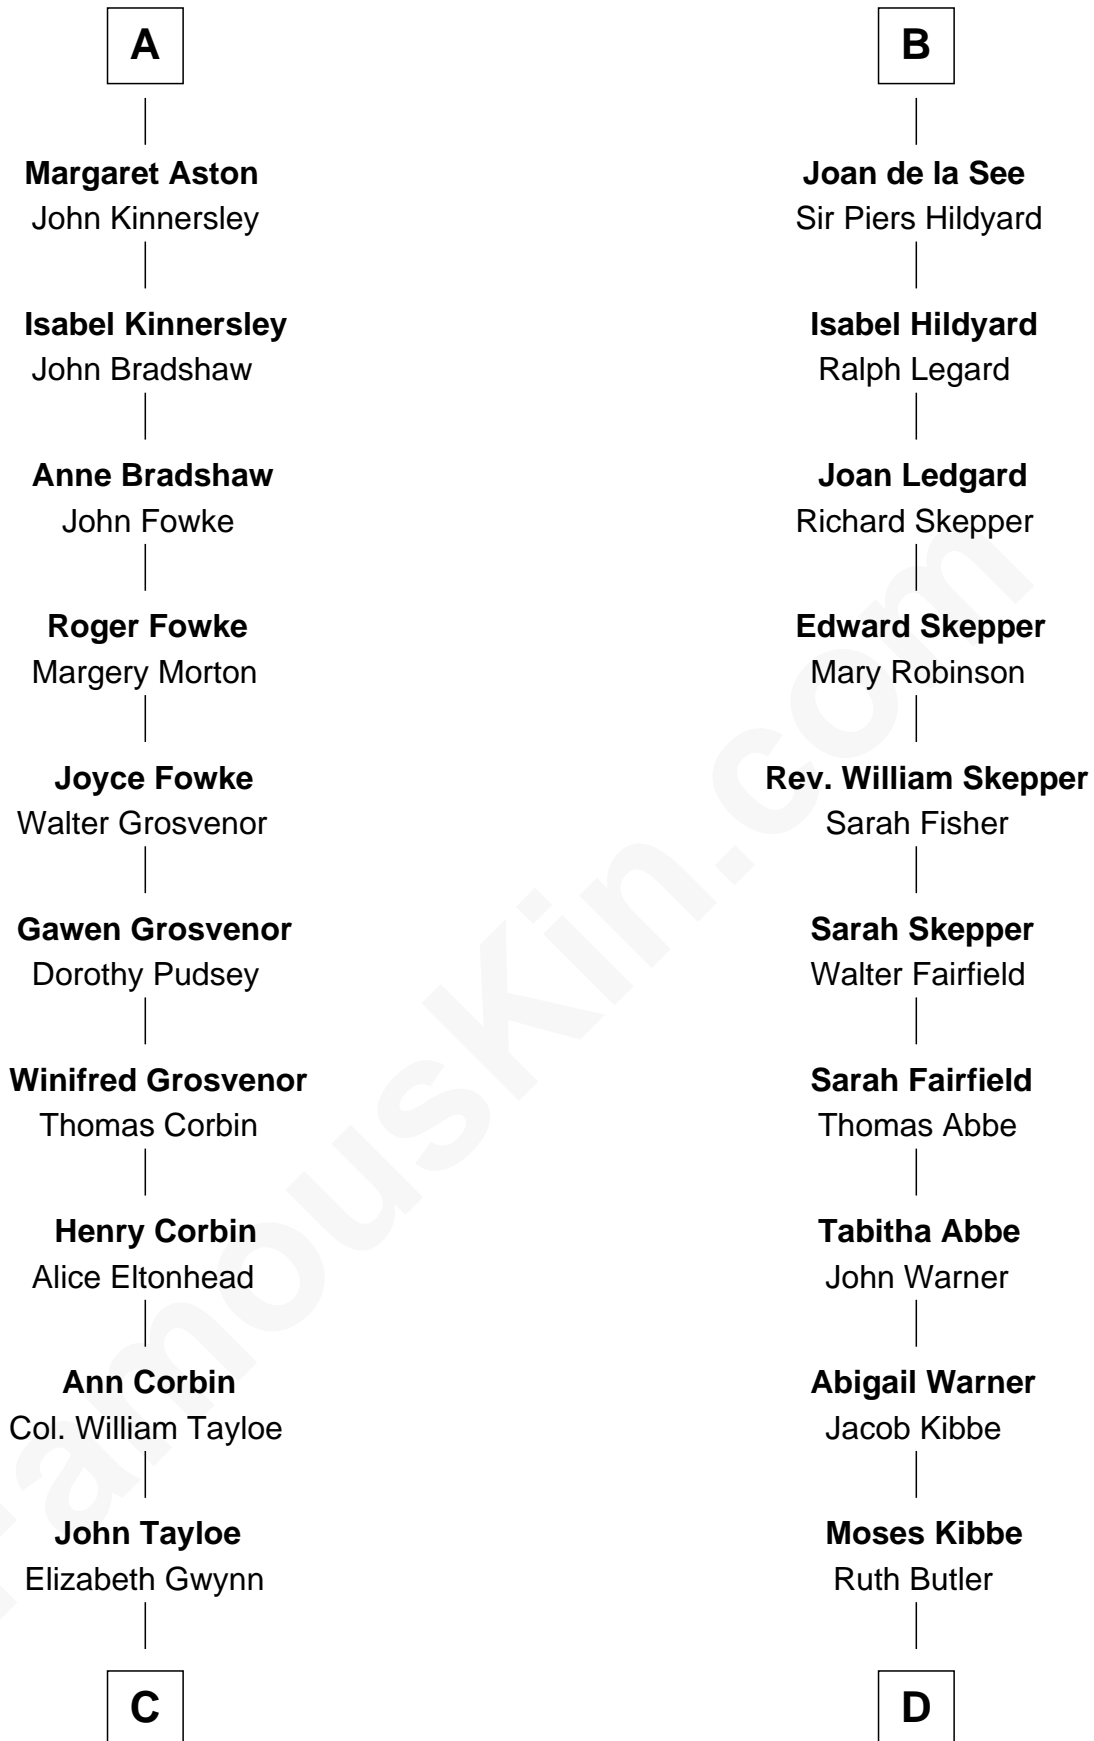 A
Margaret Aston
John Kinnersley
Isabel Kinnersley
John Bradshaw
Anne Bradshaw
John Fowke
Roger Fowke
Margery Morton
Joyce Fowke
Walter Grosvenor
Gawen Grosvenor
Dorothy Pudsey
Winifred Grosvenor
Thomas Corbin
Henry Corbin
Alice Eltonhead
Ann Corbin
Col. William Tayloe
John Tayloe
Elizabeth Gwynn
C
B
Joan de la See
Sir Piers Hildyard
Isabel Hildyard
Ralph Legard
Joan Ledgard
Richard Skepper
Edward Skepper
Mary Robinson
Rev. William Skepper
Sarah Fisher
Sarah Skepper
Walter Fairfield
Sarah Fairfield
Thomas Abbe
Tabitha Abbe
John Warner
Abigail Warner
Jacob Kibbe
Moses Kibbe
Ruth Butler
D
FamousKin.com